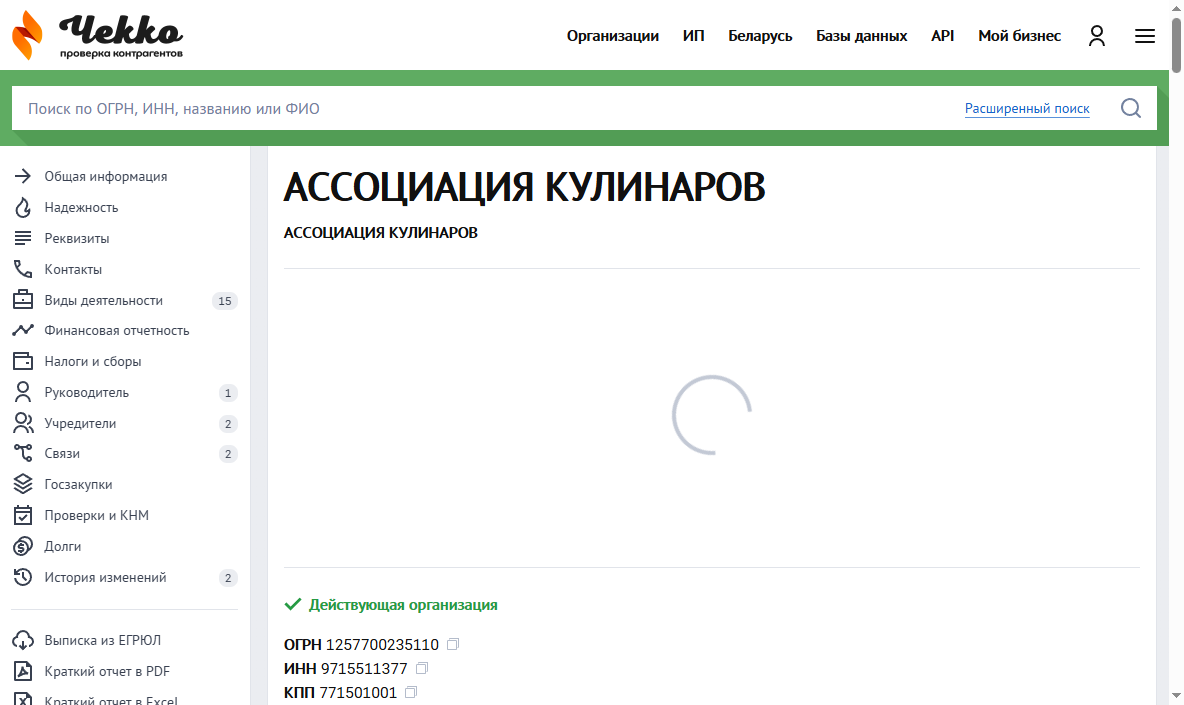 Чекко
проверка контрагентов
Организации
ИП
Беларусь
Базы данных
API
Мой бизнес
Поиск по ОГРН, ИНН, названию или ФИО
Расширенный поиск
Общая информация
Надежность
Реквизиты
Контакты
Виды деятельности 15
Финансовая отчетность
Налоги и сборы
Руководитель 1
Учредители 2
Связи 2
Госзакупки
Проверки и КНМ
Долги
История изменений 2
Выписка из ЕГРЮЛ
Краткий отчет в PDF
Краткий отчет в Excel
АССОЦИАЦИЯ КУЛИНАРОВ
АССОЦИАЦИЯ КУЛИНАРОВ
Действующая организация
ОГРН 1257700235110
ИНН 9715511377
КПП 771501001